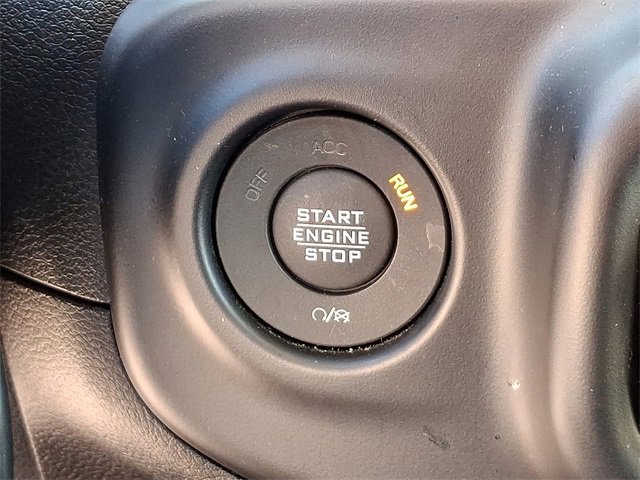 OFF
ACC
RUN
START
ENGINE
STOP